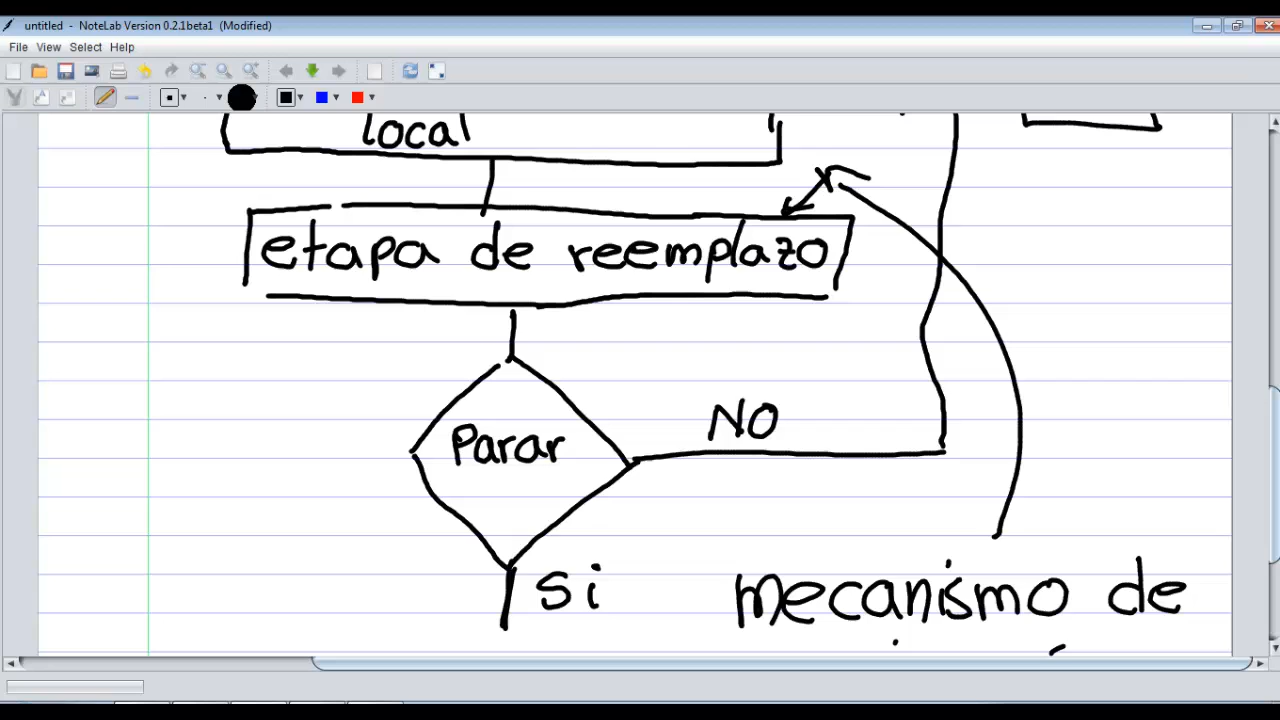 untitled - NoteLab Version 0.2.1beta1 (Modified)
File View Select Help
local
etapa de reemplazo
Parar
NO
si
mecanismo de